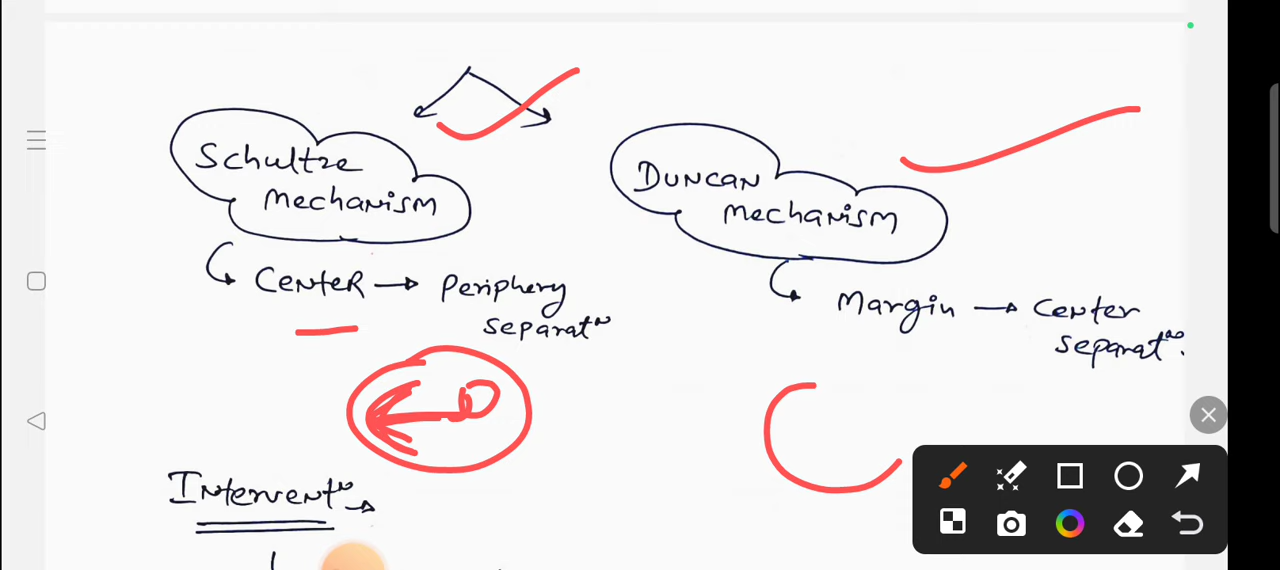 Schultze
Mechanism
Center → Periphery
separatⁿ
Duncan
Mechanism
Margin → Center
separatⁿ.
Interventⁿ →